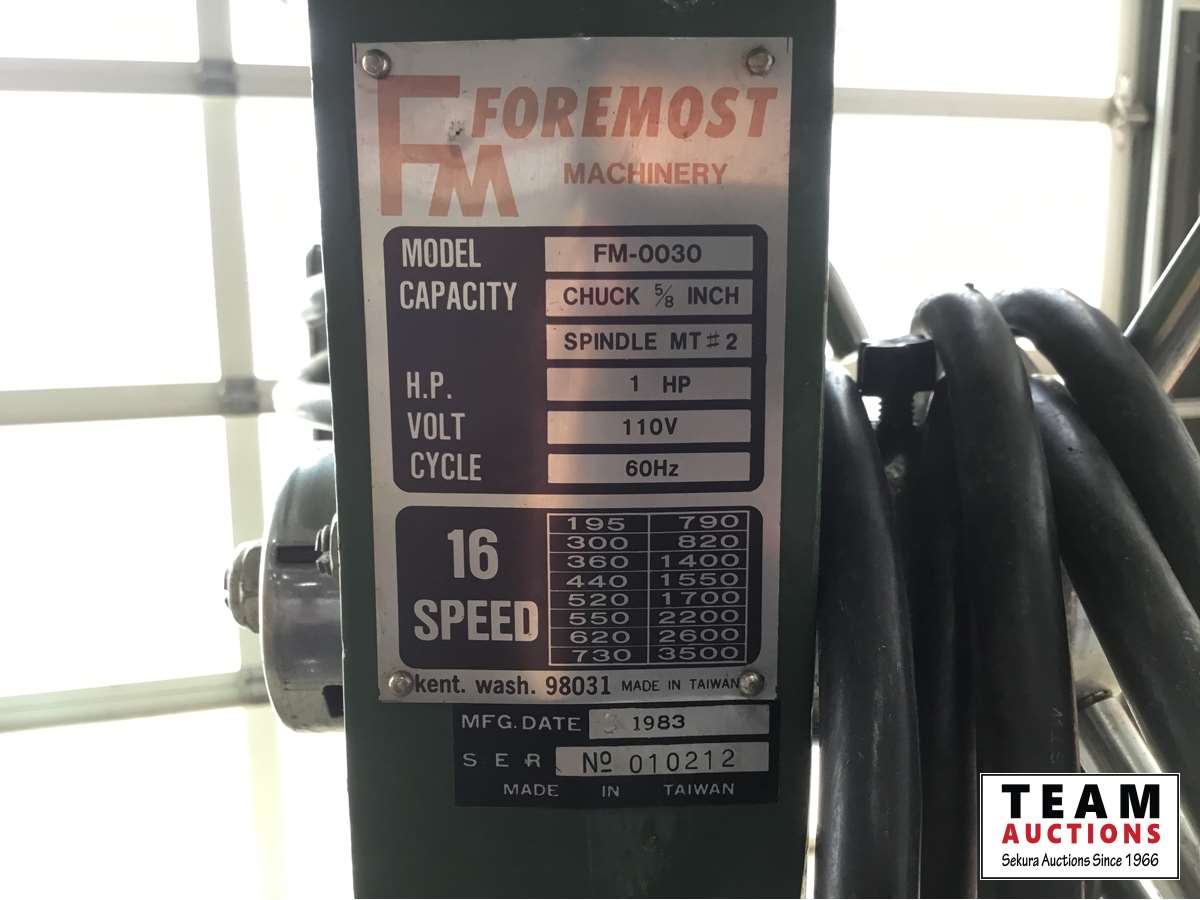 FM FOREMOST
MACHINERY
MODEL FM-0030
CAPACITY CHUCK 5/8 INCH
SPINDLE MT #2
H.P. 1 HP
VOLT 110V
CYCLE 60Hz
16 SPEED
195 790
300 820
360 1400
440 1550
520 1700
550 2200
620 2600
730 3500
kent. wash. 98031 MADE IN TAIWAN
MFG. DATE 1983
SER Nº 010212
MADE IN TAIWAN
TEAM
AUCTIONS
Sekura Auctions Since 1966